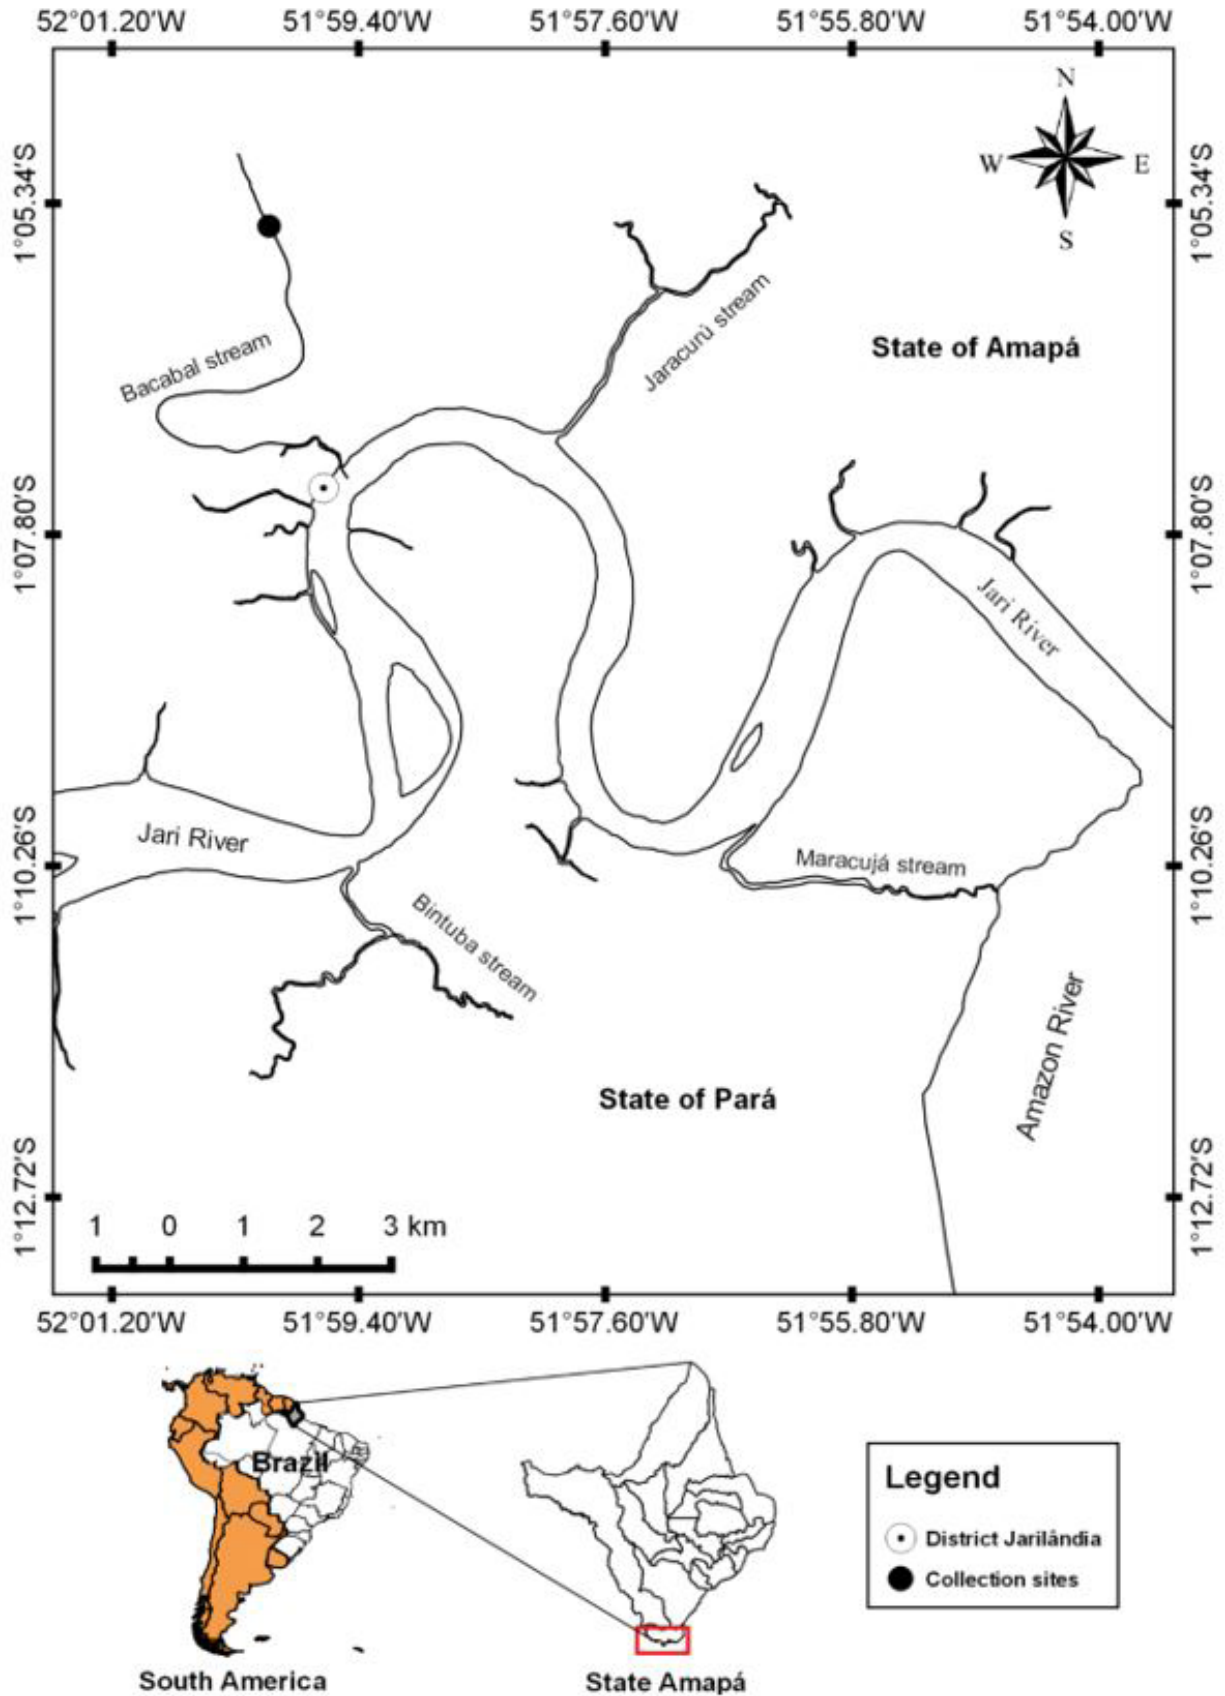 52°01.20'W 51°59.40'W 51°57.60'W 51°55.80'W 51°54.00'W
N
W E
S
1°05.34'S 1°05.34'S
Jaracurú stream
State of Amapá
Bacabal stream
1°07.80'S 1°07.80'S
Jari River
Jari River
1°10.26'S 1°10.26'S
Maracujá stream
Bintuba stream
Amazon River
State of Pará
1°12.72'S 1°12.72'S
1 0 1 2 3 km
52°01.20'W 51°59.40'W 51°57.60'W 51°55.80'W 51°54.00'W
Brazil
Legend
District Jarilândia
Collection sites
South America
State Amapá